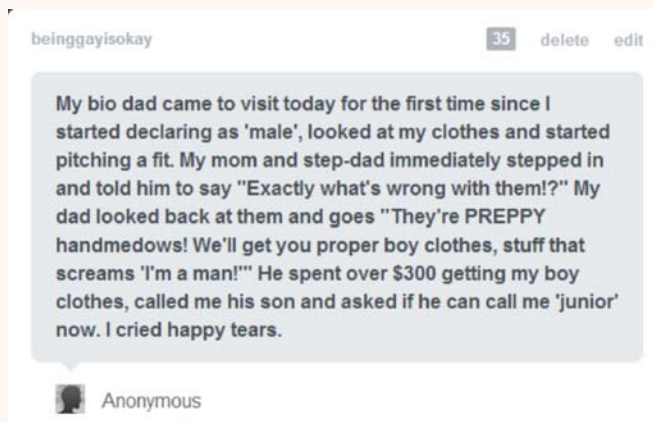 beinggayisokay 35 delete edit
My bio dad came to visit today for the first time since I
started declaring as 'male', looked at my clothes and started
pitching a fit. My mom and step-dad immediately stepped in
and told him to say "Exactly what's wrong with them!?" My
dad looked back at them and goes "They're PREPPY
handmedows! We'll get you proper boy clothes, stuff that
screams 'I'm a man!'" He spent over $300 getting my boy
clothes, called me his son and asked if he can call me 'junior'
now. I cried happy tears.
Anonymous